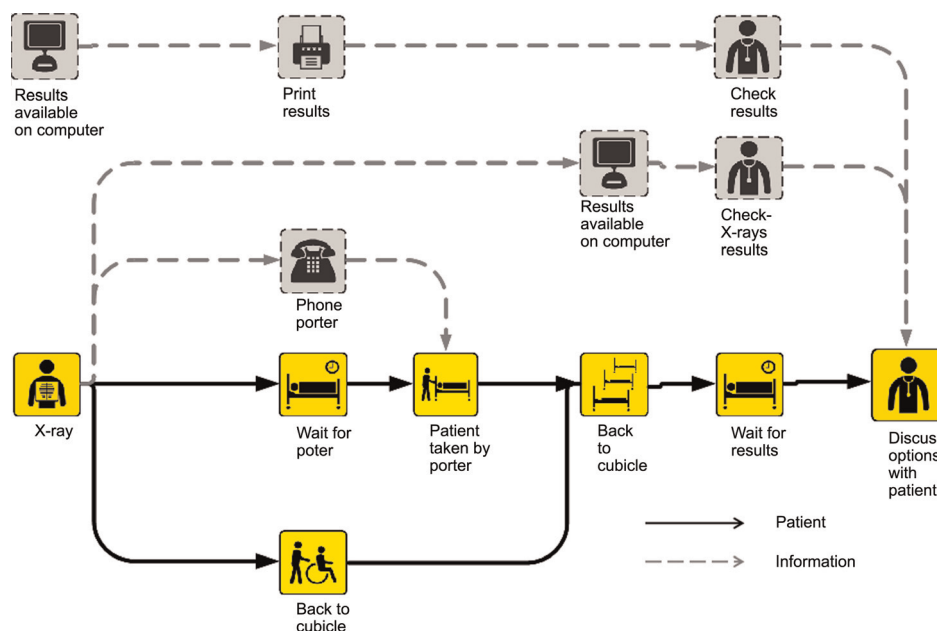 Results
available
on computer
Print
results
Check
results
Results
available
on computer
Check-
X-rays
results
Phone
porter
X-ray
Wait for
poter
Patient
taken by
porter
Back
to
cubicle
Wait for
results
Discus
options
with
patient
Back to
cubicle
Patient
Information